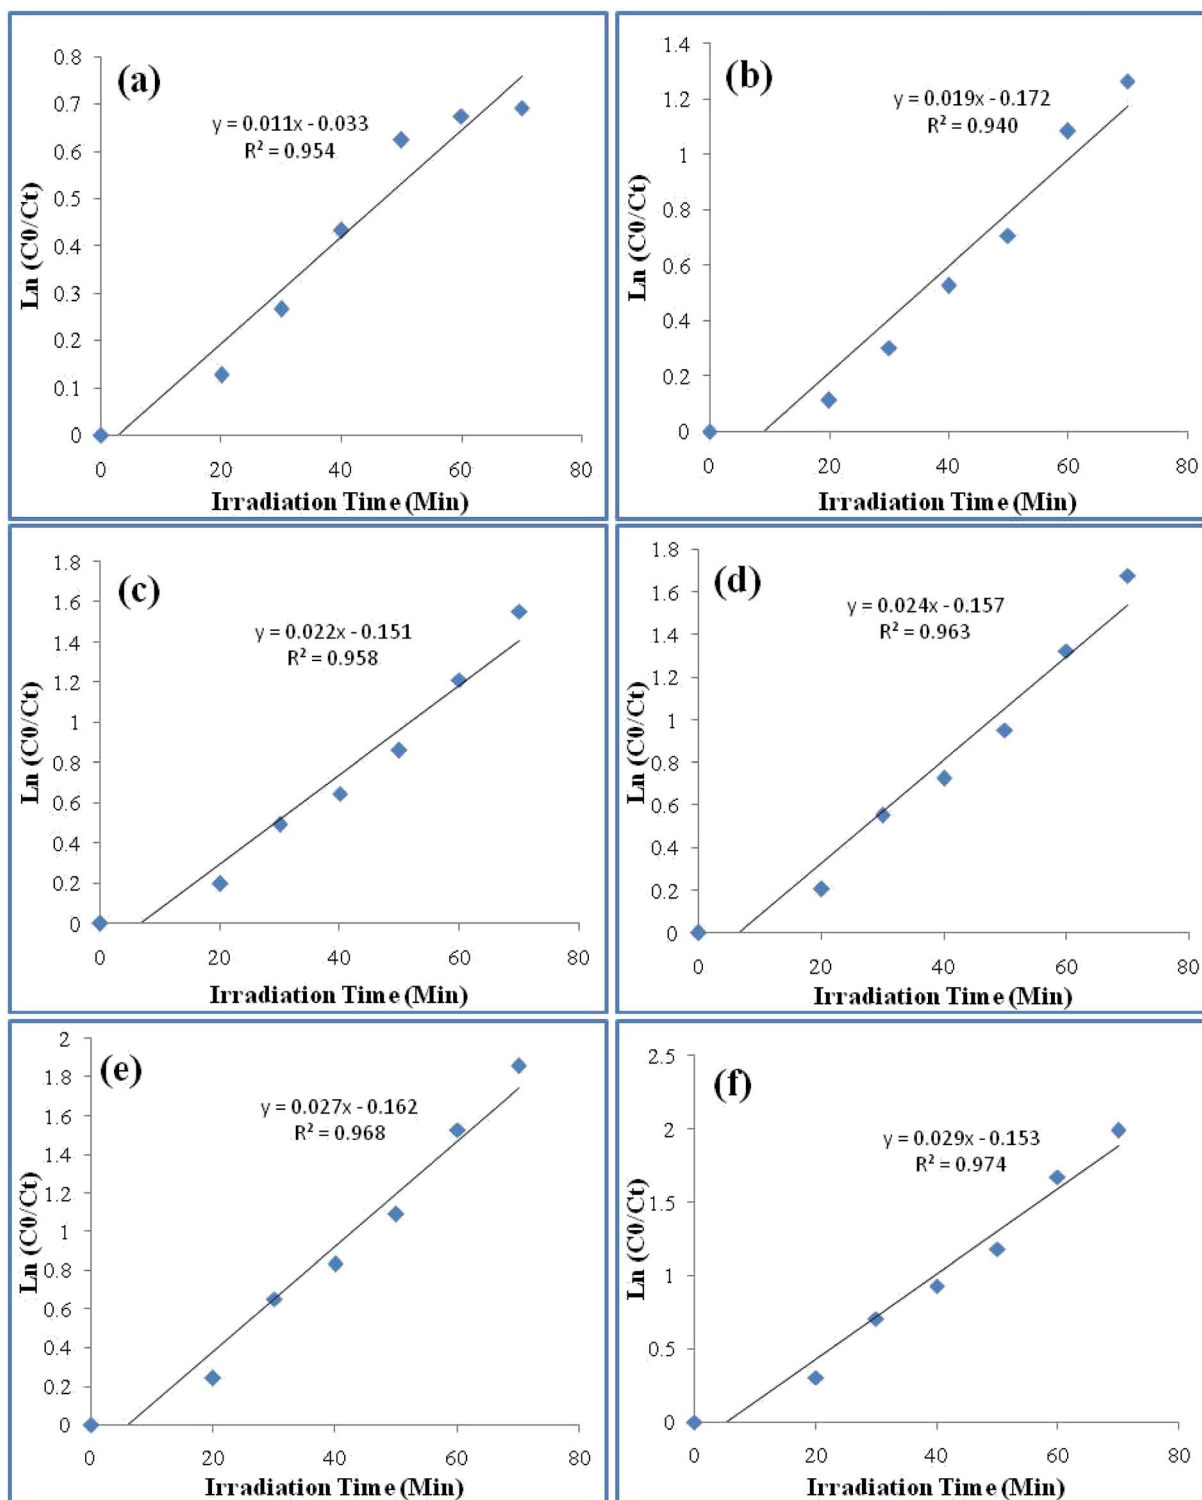 (a)
y = 0.011x - 0.033
R² = 0.954
0.8
0.7
0.6
0.5
0.4
0.3
0.2
0.1
0
Ln (C0/Ct)
0 20 40 60 80
Irradiation Time (Min)
(b)
y = 0.019x - 0.172
R² = 0.940
1.4
1.2
1
0.8
0.6
0.4
0.2
0
Ln (C0/Ct)
0 20 40 60 80
Irradiation Time (Min)
(c)
y = 0.022x - 0.151
R² = 0.958
1.8
1.6
1.4
1.2
1
0.8
0.6
0.4
0.2
0
Ln (C0/Ct)
0 20 40 60 80
Irradiation Time (Min)
(d)
y = 0.024x - 0.157
R² = 0.963
1.8
1.6
1.4
1.2
1
0.8
0.6
0.4
0.2
0
Ln (C0/Ct)
0 20 40 60 80
Irradiation Time (Min)
(e)
y = 0.027x - 0.162
R² = 0.968
2
1.8
1.6
1.4
1.2
1
0.8
0.6
0.4
0.2
0
Ln (C0/Ct)
0 20 40 60 80
Irradiation Time (Min)
(f)
y = 0.029x - 0.153
R² = 0.974
2.5
2
1.5
1
0.5
0
Ln (C0/Ct)
0 20 40 60 80
Irradiation Time (Min)